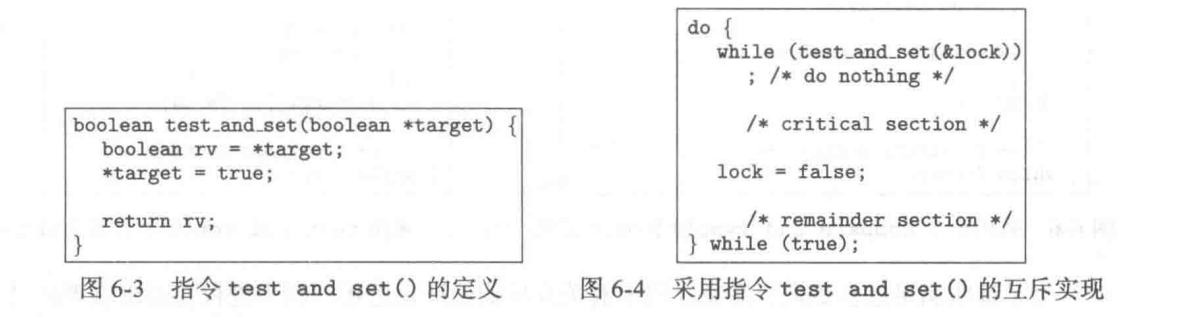 boolean test_and_set(boolean *target) {
boolean rv = *target;
*target = true;
return rv;
}
图 6-3 指令 test and set() 的定义
do {
while (test_and_set(&lock))
; /* do nothing */
/* critical section */
lock = false;
/* remainder section */
} while (true);
图 6-4 采用指令 test and set() 的互斥实现